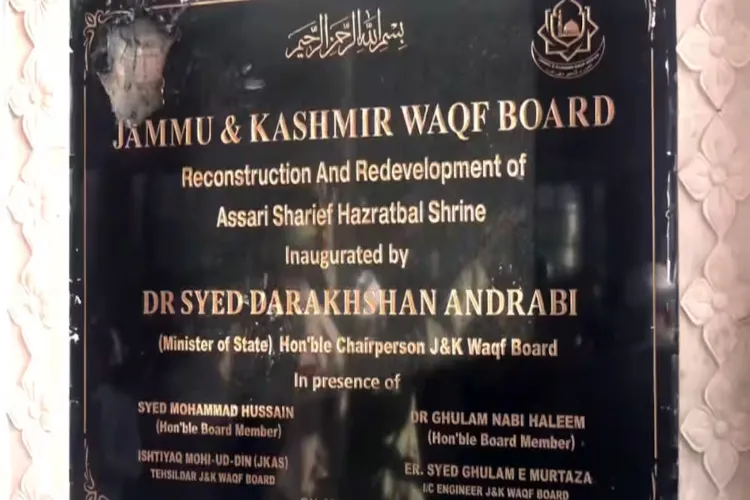 بسم الله الرحمن الرحيم
JAMMU & KASHMIR WAQF BOARD
Reconstruction And Redevelopment of
Assari Sharief Hazratbal Shrine
Inaugurated by
DR SYED DARAKHSHAN ANDRABI
(Minister of State) Hon'ble Chairperson J&K Waqf Board
In presence of
SYED MOHAMMAD HUSSAIN
(Hon'ble Board Member)
DR GHULAM NABI HALEEM
(Hon'ble Board Member)
ISHTIYAQ MOHI-UD-DIN (JKAS)
TEHSILDAR J&K WAQF BOARD
ER. SYED GHULAM E MURTAZA
I/C ENGINEER J&K WAQF BOARD